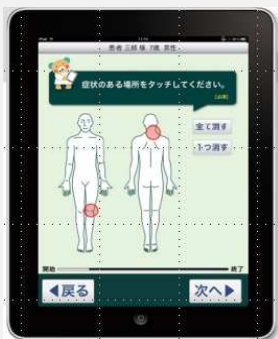 患者 三郎 様 7歳 男性
症状のある場所をタッチしてください。
[必須]
全て消す
1つ消す
開始
終了
◀戻る
次へ▶